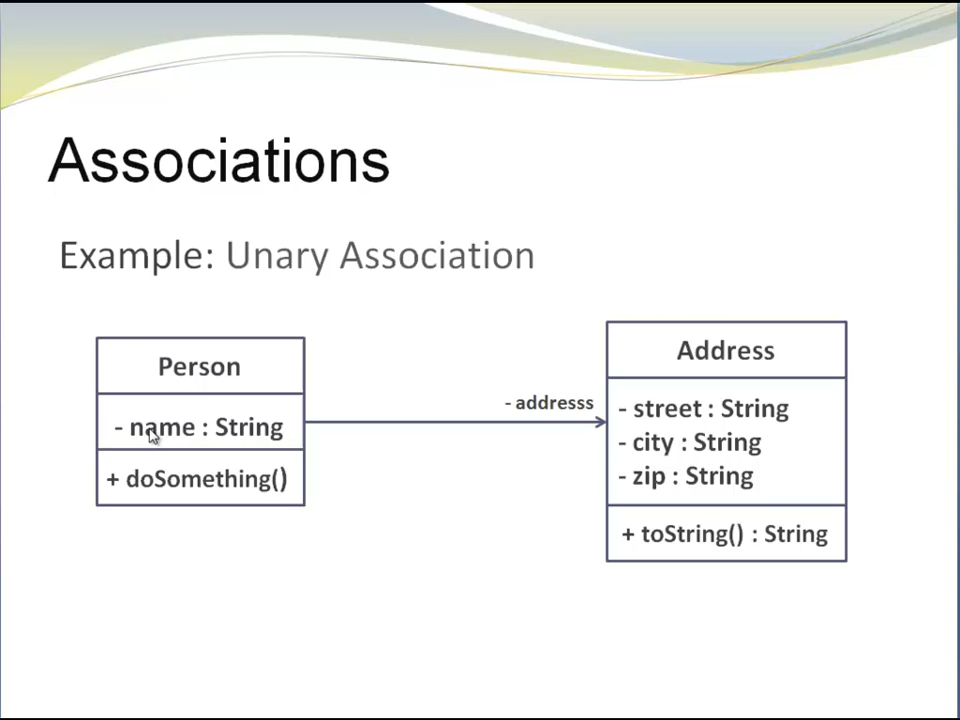 Associations
Example: Unary Association
Person
- name : String
+ doSomething()
- addresss
Address
- street : String
- city : String
- zip : String
+ toString() : String